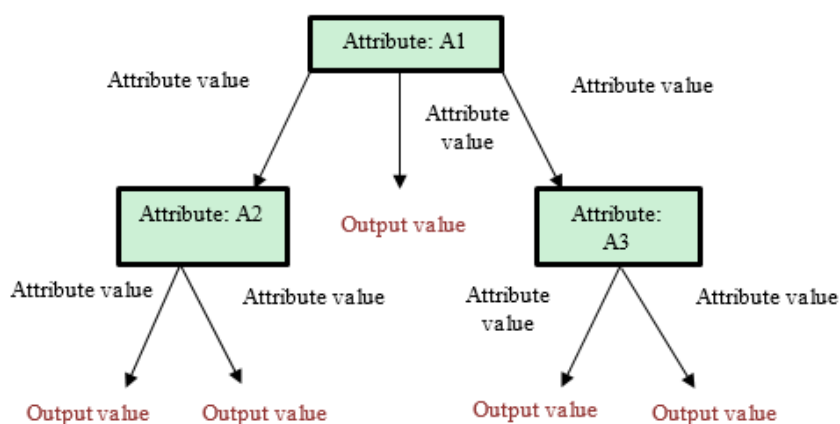 Attribute: A1
Attribute value
Attribute
value
Attribute value
Attribute: A2
Output value
Attribute:
A3
Attribute value
Attribute value
Attribute
value
Attribute value
Output value
Output value
Output value
Output value